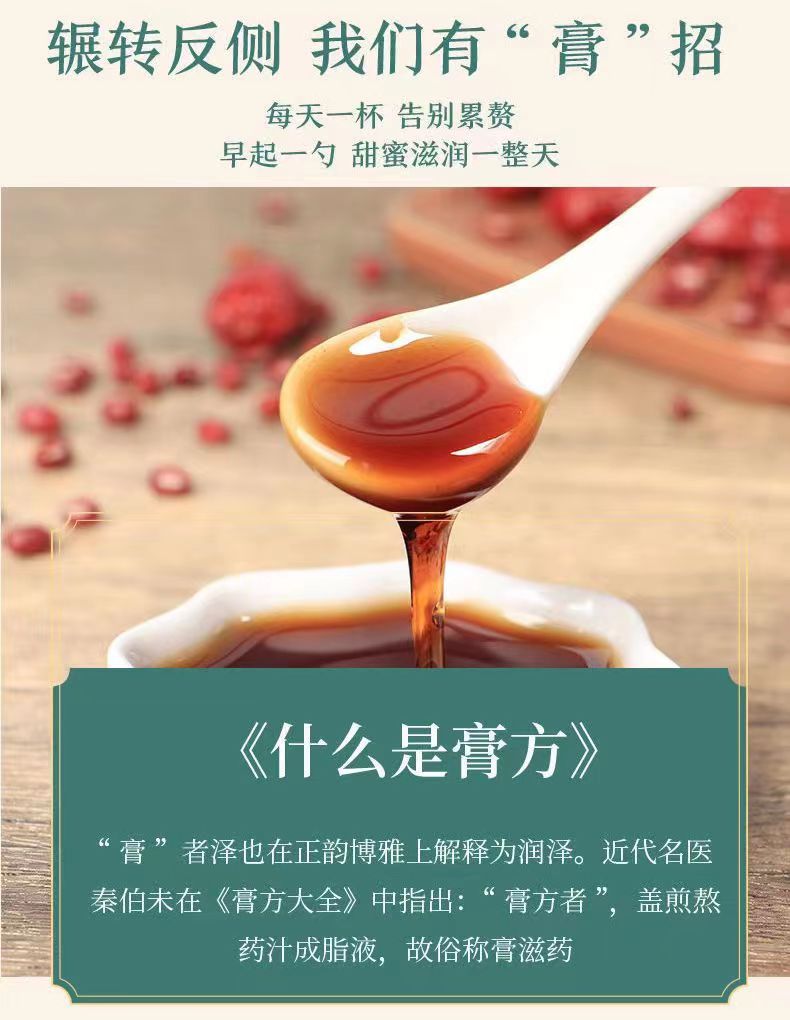 辗转反侧 我们有“膏”招
每天一杯 告别累赘
早起一勺 甜蜜滋润一整天
《什么是膏方》
“膏” 者泽也在正韵博雅上解释为润泽。近代名医
秦伯未在《膏方大全》中指出：“膏方者”，盖煎熬
药汁成脂液，故俗称膏滋药